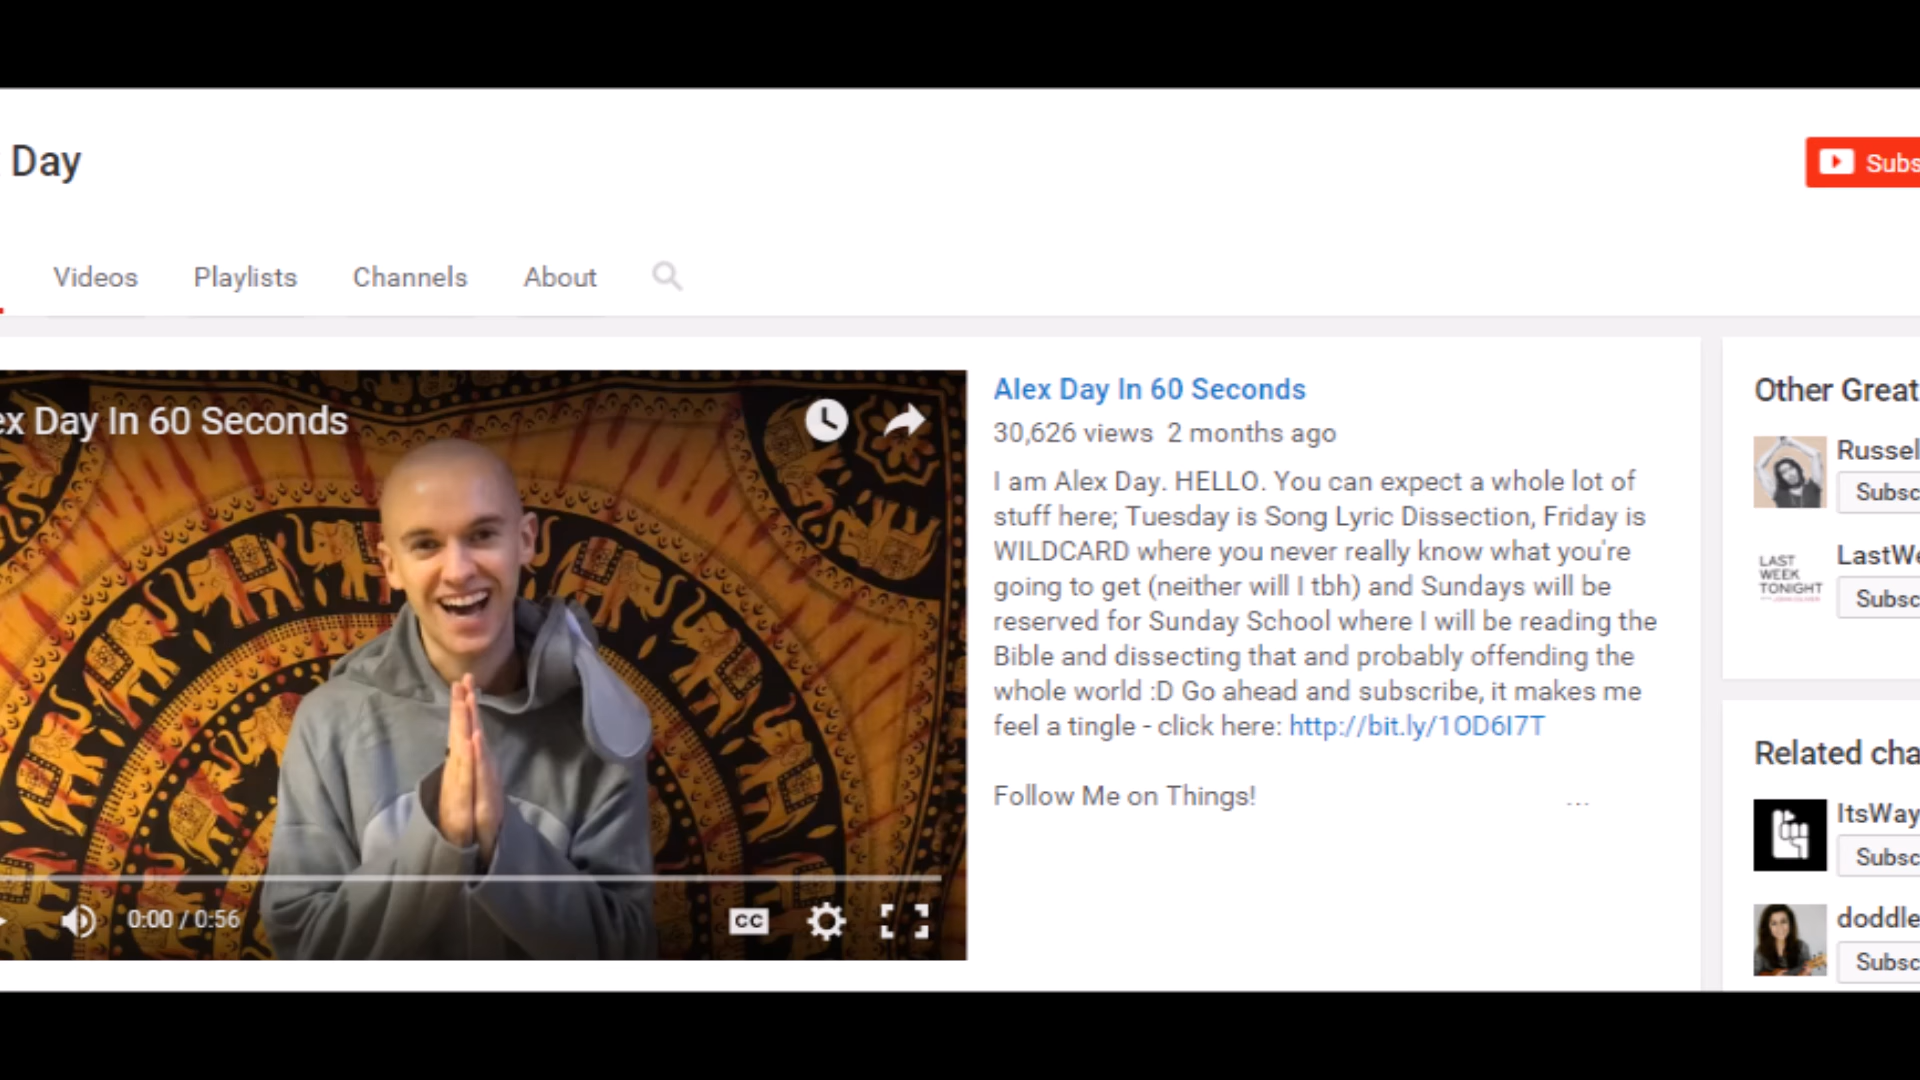 Day
Subs
Videos
Playlists
Channels
About
ex Day In 60 Seconds
0:00 / 0:56
CC
Alex Day In 60 Seconds
30,626 views 2 months ago
I am Alex Day. HELLO. You can expect a whole lot of
stuff here; Tuesday is Song Lyric Dissection, Friday is
WILDCARD where you never really know what you're
going to get (neither will I tbh) and Sundays will be
reserved for Sunday School where I will be reading the
Bible and dissecting that and probably offending the
whole world :D Go ahead and subscribe, it makes me
feel a tingle - click here: http://bit.ly/1OD6I7T
Follow Me on Things!
...
Other Great
Russel
Subsc
LAST
WEEK
TONIGHT
LastWe
Subsc
Related cha
ItsWay
Subsc
doddle
Subsc